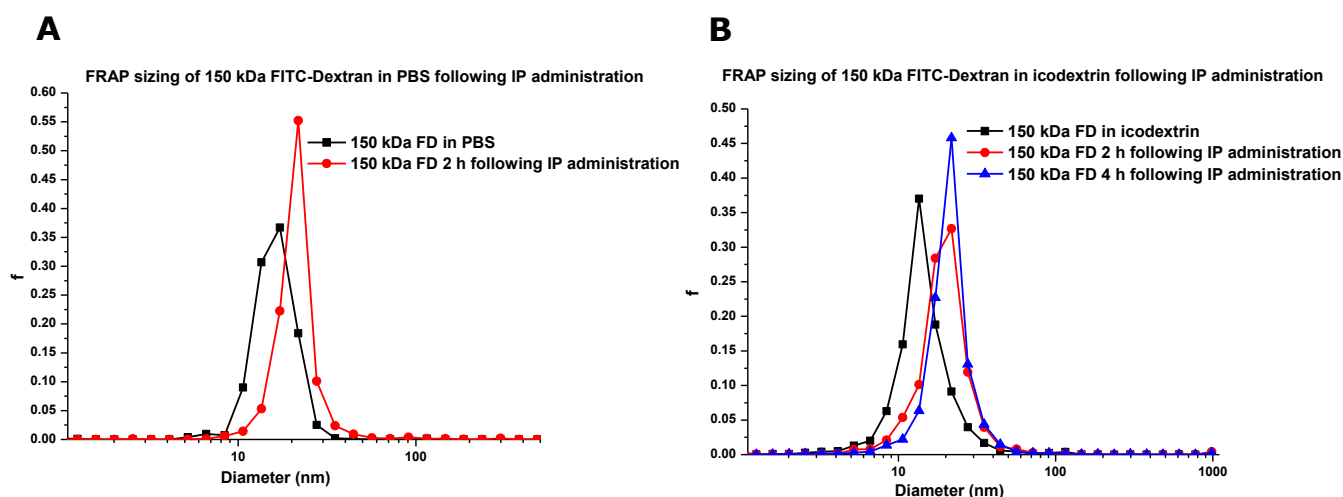 A
FRAP sizing of 150 kDa FITC-Dextran in PBS following IP administration
0.60
0.55
0.50
0.45
0.40
0.35
0.30
0.25
0.20
0.15
0.10
0.05
0.00
f
150 kDa FD in PBS
150 kDa FD 2 h following IP administration
10
100
Diameter (nm)
B
FRAP sizing of 150 kDa FITC-Dextran in icodextrin following IP administration
0.50
0.45
0.40
0.35
0.30
0.25
0.20
0.15
0.10
0.05
0.00
f
150 kDa FD in icodextrin
150 kDa FD 2 h following IP administration
150 kDa FD 4 h following IP administration
10
100
1000
Diameter (nm)